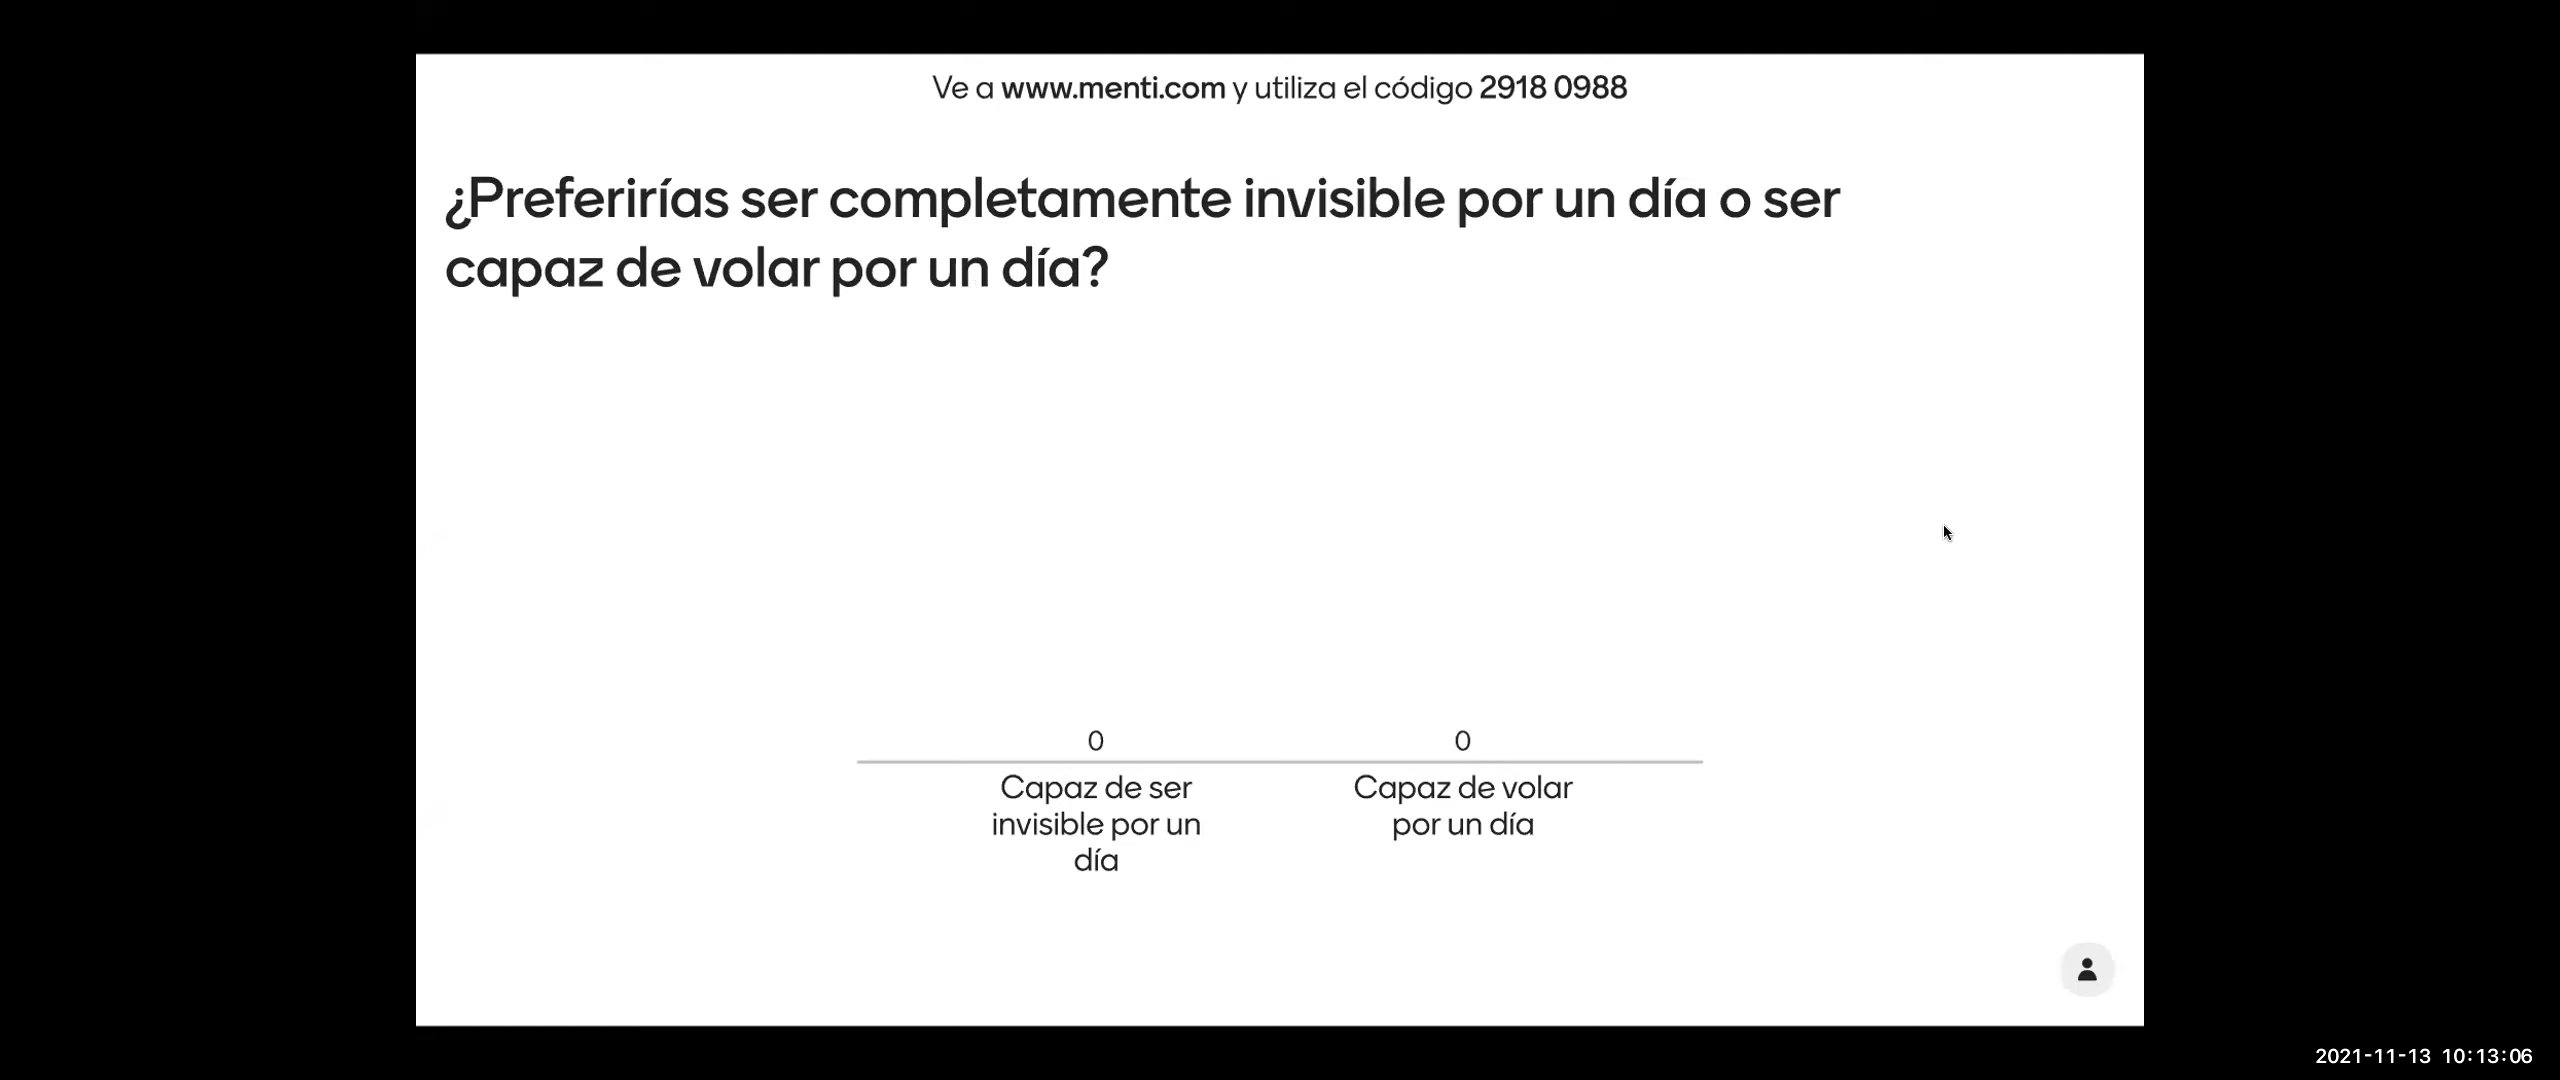 Ve a www.menti.com y utiliza el código 2918 0988
¿Preferirías ser completamente invisible por un día o ser
capaz de volar por un día?
0
0
Capaz de ser
invisible por un
día
Capaz de volar
por un día
2021-11-13 10:13:06